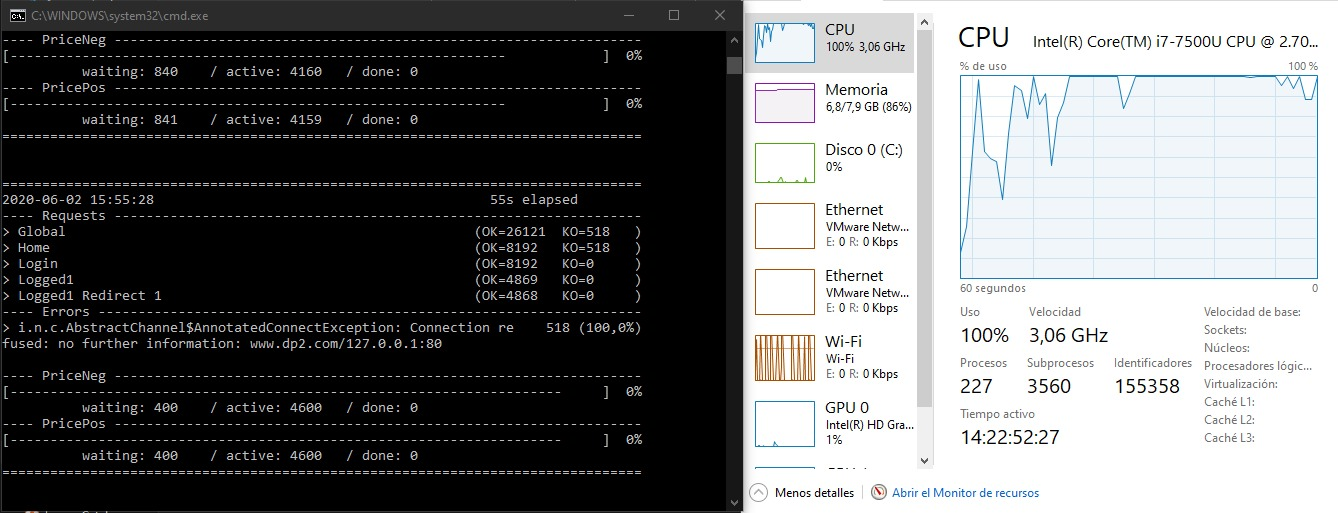 C:\WINDOWS\system32\cmd.exe
---- PriceNeg ------------------------------------------------------------------
[-------------------------------------------------------------- ] 0%
waiting: 840 / active: 4160 / done: 0
---- PricePos ------------------------------------------------------------------
[-------------------------------------------------------------- ] 0%
waiting: 841 / active: 4159 / done: 0
================================================================================
================================================================================
2020-06-02 15:55:28 55s elapsed
---- Requests ------------------------------------------------------------------
> Global (OK=26121 KO=518 )
> Home (OK=8192 KO=518 )
> Login (OK=8192 KO=0 )
> Logged1 (OK=4869 KO=0 )
> Logged1 Redirect 1 (OK=4868 KO=0 )
---- Errors --------------------------------------------------------------------
> i.n.c.AbstractChannel$AnnotatedConnectException: Connection re 518 (100,0%)
fused: no further information: www.dp2.com/127.0.0.1:80
---- PriceNeg ------------------------------------------------------------------
[--------------------------------------------------------------------- ] 0%
waiting: 400 / active: 4600 / done: 0
---- PricePos ------------------------------------------------------------------
[--------------------------------------------------------------------- ] 0%
waiting: 400 / active: 4600 / done: 0
================================================================================
CPU
100% 3,06 GHz
Memoria
6,8/7,9 GB (86%)
Disco 0 (C:)
0%
Ethernet
VMware Netw...
E: 0 R: 0 Kbps
Ethernet
VMware Netw...
E: 0 R: 0 Kbps
Wi-Fi
Wi-Fi
E: 0 R: 0 Kbps
GPU 0
Intel(R) HD Gra...
1%
CPU Intel(R) Core(TM) i7-7500U CPU @ 2.70...
% de uso 100 %
60 segundos 0
Uso Velocidad
100% 3,06 GHz
Procesos Subprocesos Identificadores
227 3560 155358
Tiempo activo
14:22:52:27
Velocidad de base:
Sockets:
Núcleos:
Procesadores lógic...
Virtualización:
Caché L1:
Caché L2:
Caché L3:
Menos detalles Abrir el Monitor de recursos